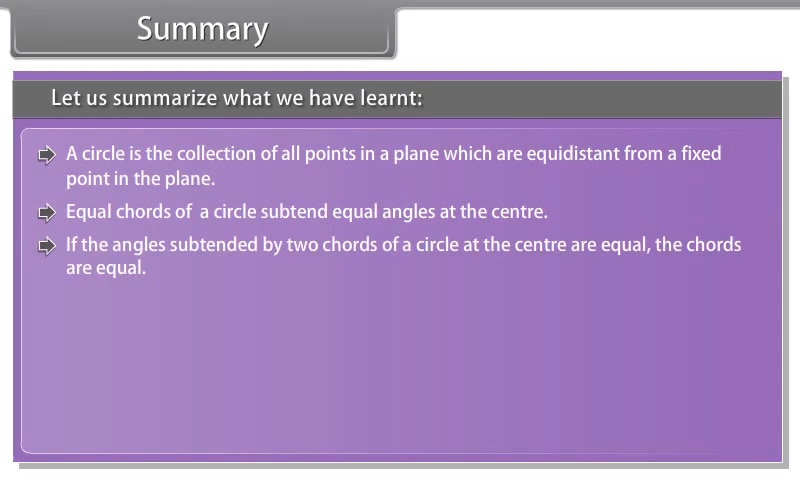 Summary
Let us summarize what we have learnt:
A circle is the collection of all points in a plane which are equidistant from a fixed
point in the plane.
Equal chords of a circle subtend equal angles at the centre.
If the angles subtended by two chords of a circle at the centre are equal, the chords
are equal.